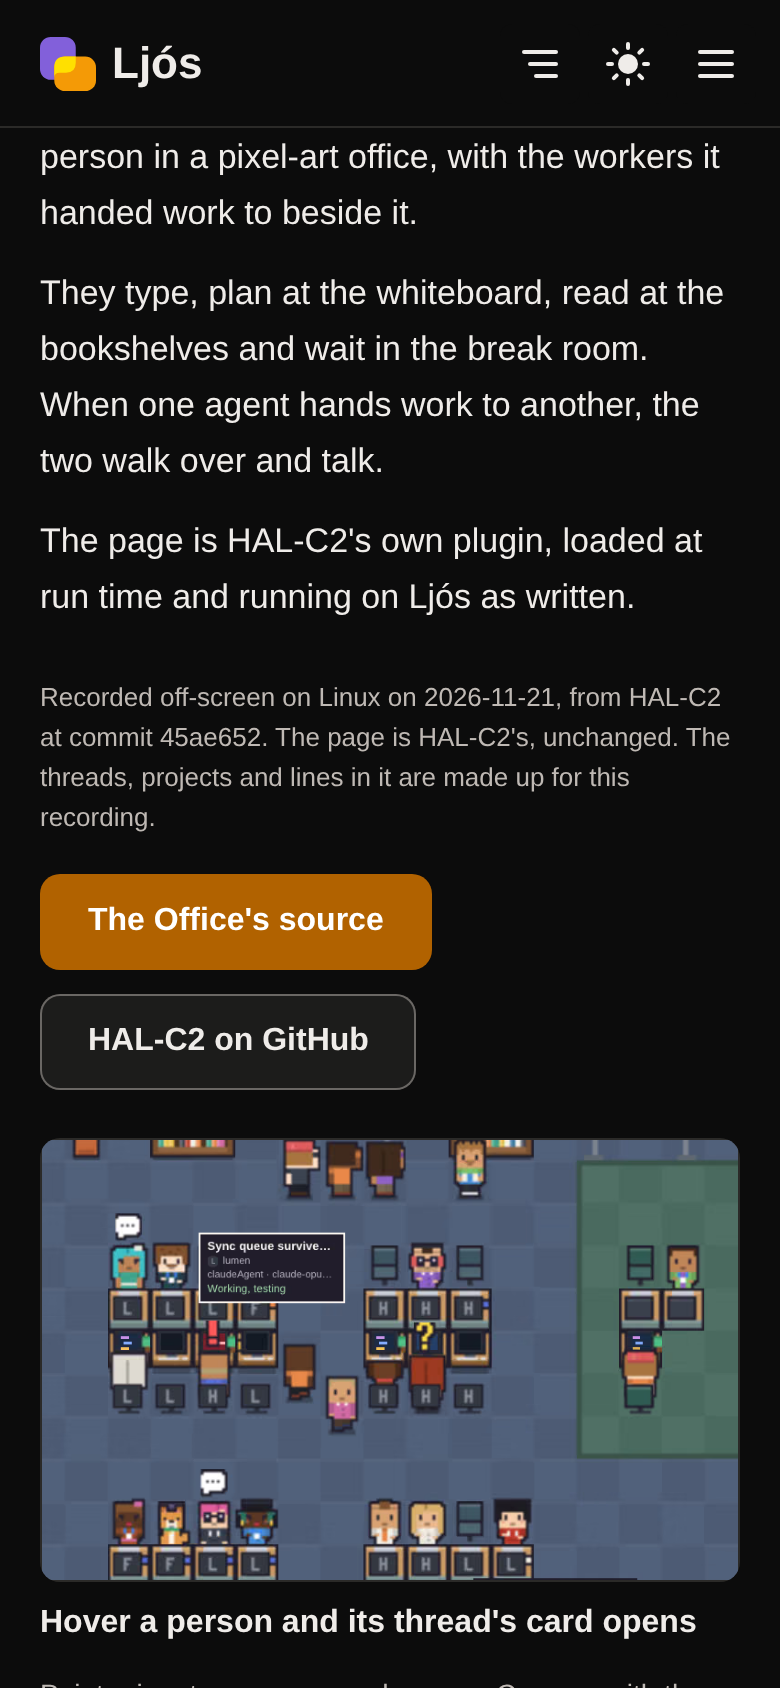 Ljós
person in a pixel-art office, with the workers it
handed work to beside it.
They type, plan at the whiteboard, read at the
bookshelves and wait in the break room.
When one agent hands work to another, the
two walk over and talk.
The page is HAL-C2's own plugin, loaded at
run time and running on Ljós as written.
Recorded off-screen on Linux on 2026-11-21, from HAL-C2
at commit 45ae652. The page is HAL-C2's, unchanged. The
threads, projects and lines in it are made up for this
recording.
The Office's source
HAL-C2 on GitHub
Sync queue survive...
L lumen
claudeAgent · claude-opu...
Working, testing
L L L F H H H
! ?
L L H L H H H
F F L L H H L L
Hover a person and its thread's card opens